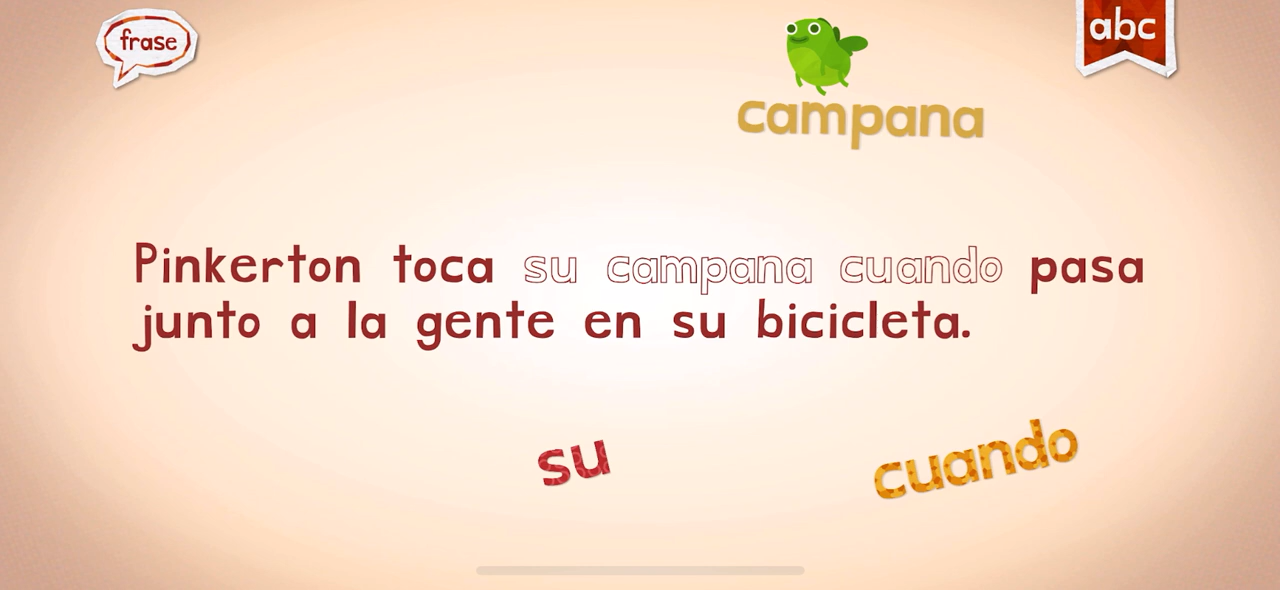 frase
abc
campana
Pinkerton toca su campana cuando pasa
junto a la gente en su bicicleta.
su
cuando